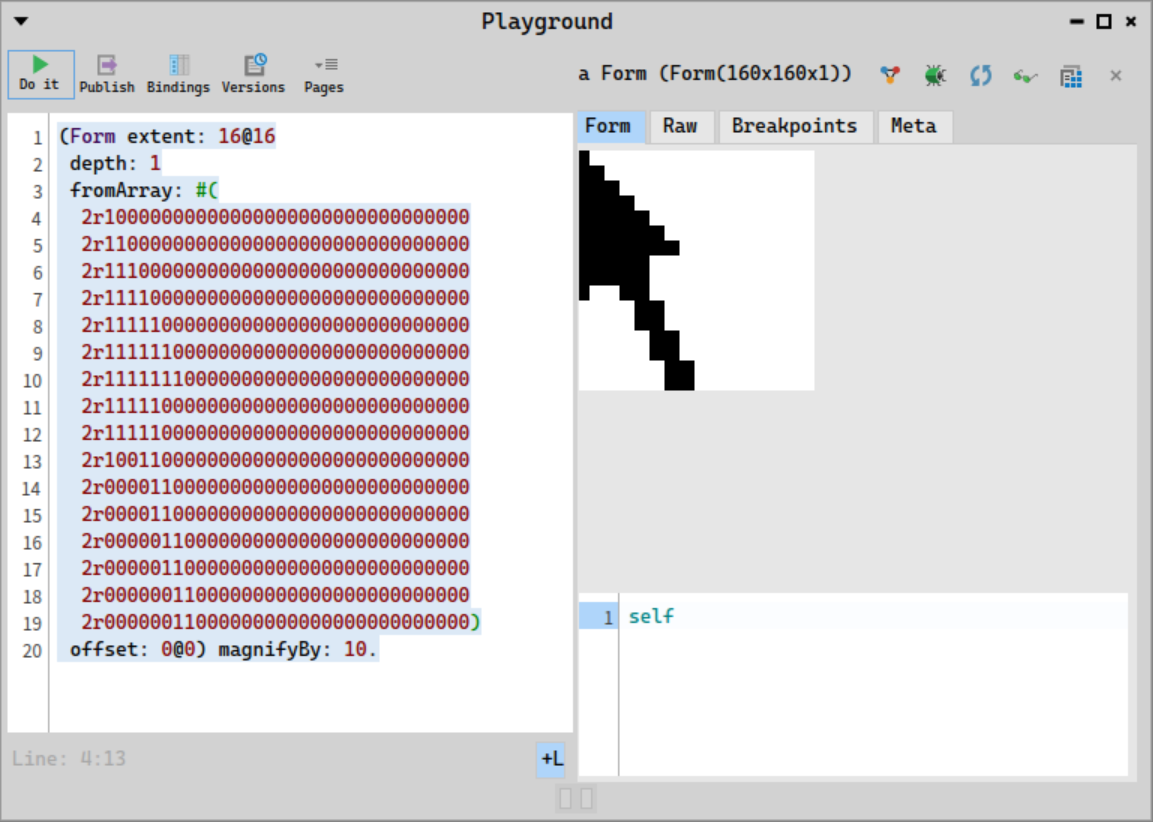 Playground
Do it Publish Bindings Versions Pages
a Form (Form(160x160x1))
Form Raw Breakpoints Meta
1 (Form extent: 16@16
2 depth: 1
3 fromArray: #(
4 2r10000000000000000000000000000000
5 2r11000000000000000000000000000000
6 2r11100000000000000000000000000000
7 2r11110000000000000000000000000000
8 2r11111000000000000000000000000000
9 2r11111100000000000000000000000000
10 2r11111110000000000000000000000000
11 2r11111000000000000000000000000000
12 2r11111000000000000000000000000000
13 2r10011000000000000000000000000000
14 2r00001100000000000000000000000000
15 2r00001100000000000000000000000000
16 2r00000110000000000000000000000000
17 2r00000110000000000000000000000000
18 2r00000011000000000000000000000000
19 2r00000011000000000000000000000000)
20 offset: 0@0) magnifyBy: 10.
1 self
Line: 4:13
+L